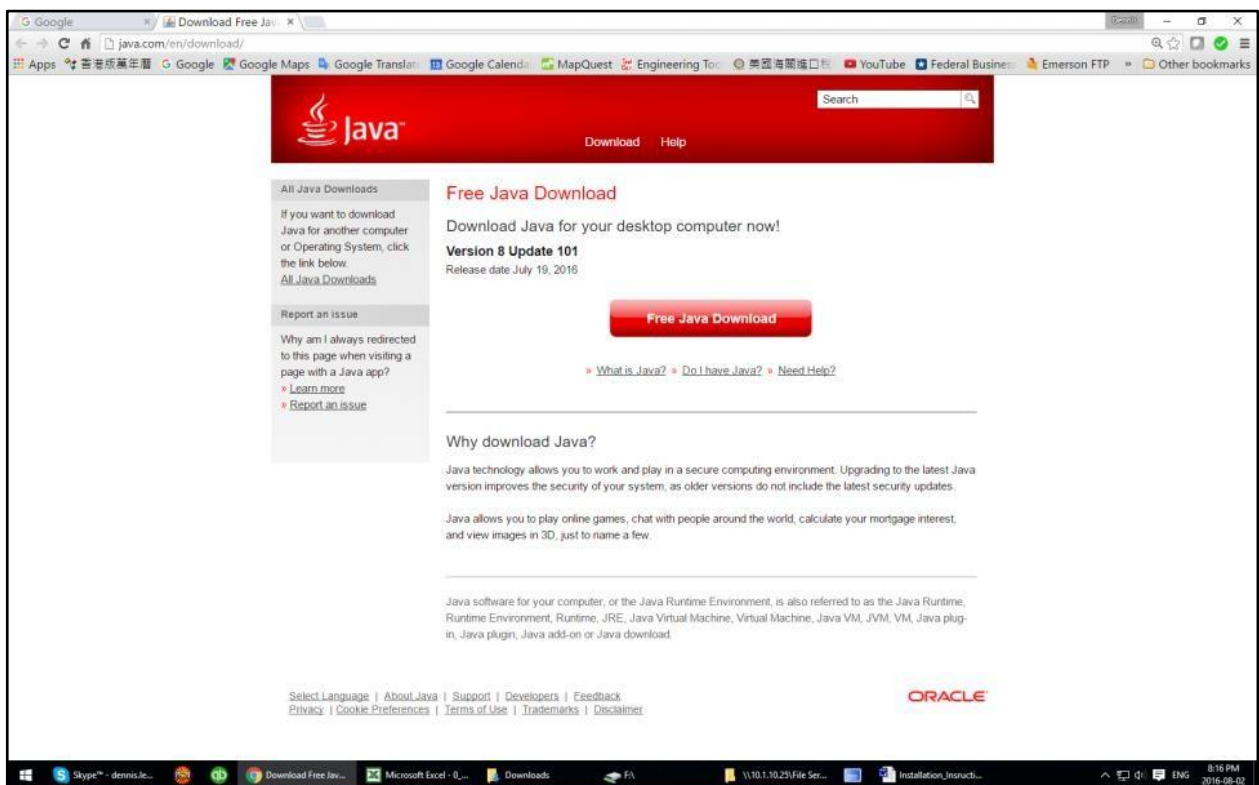 Google
Download Free Jav
java.com/en/download/
Apps 香港版萬年曆 Google Google Maps Google Translat Google Calenda MapQuest Engineering Too YouTube Federal Busines Emerson FTP » Other bookmarks
Java™
Search
Download Help
All Java Downloads
If you want to download
Java for another computer
or Operating System, click
the link below.
All Java Downloads
Report an issue
Why am I always redirected
to this page when visiting a
page with a Java app?
» Learn more
» Report an issue
Free Java Download
Download Java for your desktop computer now!
Version 8 Update 101
Release date July 19, 2016
Free Java Download
» What is Java? » Do I have Java? » Need Help?
Why download Java?
Java technology allows you to work and play in a secure computing environment. Upgrading to the latest Java
version improves the security of your system, as older versions do not include the latest security updates.
Java allows you to play online games, chat with people around the world, calculate your mortgage interest,
and view images in 3D, just to name a few.
Java software for your computer, or the Java Runtime Environment, is also referred to as the Java Runtime,
Runtime Environment, Runtime, JRE, Java Virtual Machine, Virtual Machine, Java VM, JVM, VM, Java plug-
in, Java plugin, Java add-on or Java download.
Select Language | About Java | Support | Developers | Feedback
Privacy | Cookie Preferences | Terms of Use | Trademarks | Disclaimer
ORACLE
Skype™ - dennis.le... qb Download Free Jav... Microsoft Excel - 0_... Downloads F:\ \\10.1.10.25\File Ser... Installation_Insructi... ENG 8:16 PM
2016-08-02